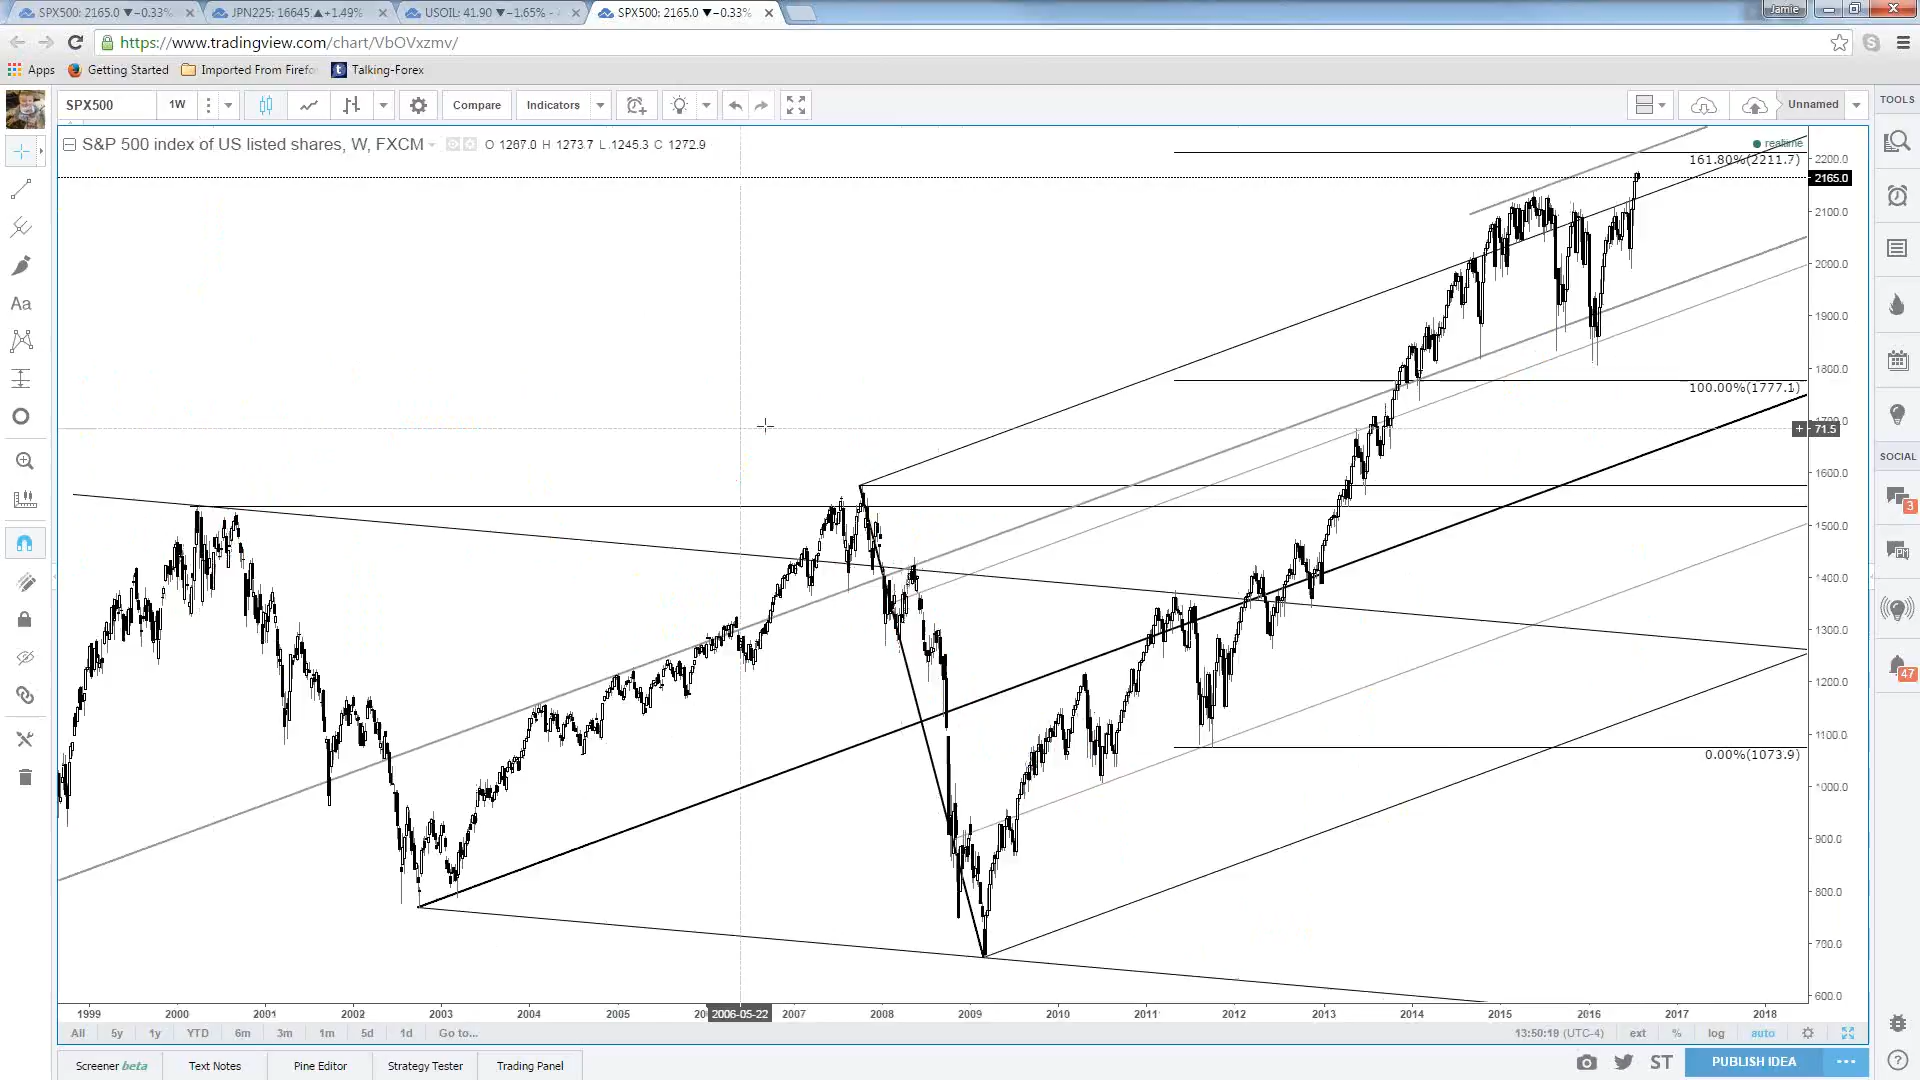 SPX500: 2165.0 ▼−0.33%
JPN225: 16645 ▲+1.49%
USOIL: 41.90 ▼−1.65% -
SPX500: 2165.0 ▼−0.33%
Jamie
https://www.tradingview.com/chart/VbOVxzmv/
Apps
Getting Started
Imported From Firefo
Talking-Forex
SPX500
1W
Compare
Indicators
Unnamed
TOOLS
S&P 500 index of US listed shares, W, FXCM
O 1267.0 H 1273.7 L 1245.3 C 1272.9
realtime
161.80%(2211.7)
2200.0
2165.0
2100.0
2000.0
1900.0
1800.0
100.00%(1777.1)
1700.0
71.5
1600.0
1500.0
1400.0
1300.0
1200.0
1100.0
0.00%(1073.9)
1000.0
900.0
800.0
700.0
600.0
Aa
SOCIAL
3
47
1999
2000
2001
2002
2003
2004
2005
2006-05-22
2007
2008
2009
2010
2011
2012
2013
2014
2015
2016
2017
2018
All
5y
1y
YTD
6m
3m
1m
5d
1d
Go to...
13:50:19 (UTC-4)
ext
%
log
auto
Screener beta
Text Notes
Pine Editor
Strategy Tester
Trading Panel
ST
PUBLISH IDEA